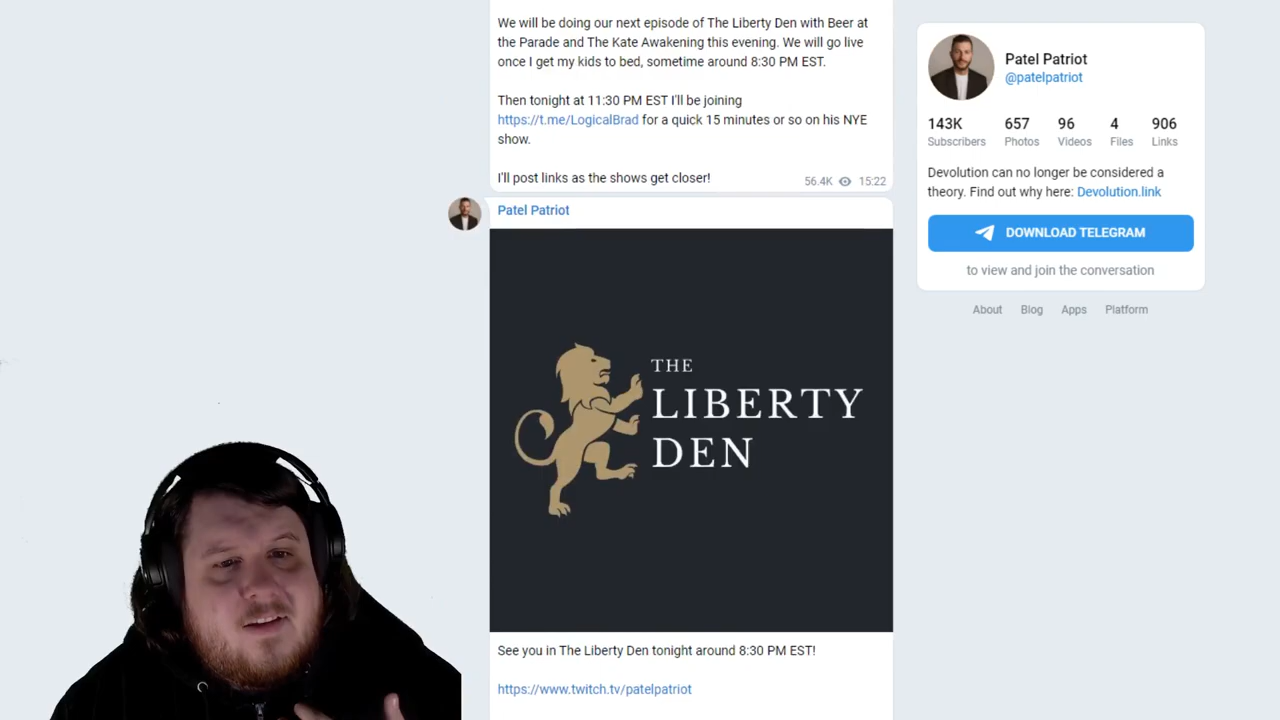 We will be doing our next episode of The Liberty Den with Beer at
the Parade and The Kate Awakening this evening. We will go live
once I get my kids to bed, sometime around 8:30 PM EST.
Then tonight at 11:30 PM EST I'll be joining
https://t.me/LogicalBrad for a quick 15 minutes or so on his NYE
show.
I'll post links as the shows get closer!
56.4K 15:22
Patel Patriot
THE
LIBERTY
DEN
See you in The Liberty Den tonight around 8:30 PM EST!
https://www.twitch.tv/patelpatriot
Patel Patriot
@patelpatriot
143K 657 96 4 906
Subscribers Photos Videos Files Links
Devolution can no longer be considered a
theory. Find out why here: Devolution.link
DOWNLOAD TELEGRAM
to view and join the conversation
About Blog Apps Platform